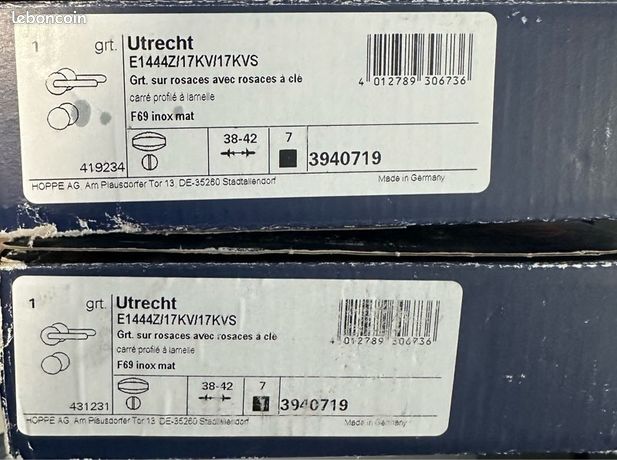 leboncoin
1 grt. Utrecht
E1444Z/17KV/17KVS
Grt. sur rosaces avec rosaces à clé
carré profilé à lamelle
F69 inox mat
4 012789 306736
38-42 7
419234 3940719
HOPPE AG, Am Plausdorfer Tor 13, DE-35260 Stadtallendorf Made in Germany
1 grt. Utrecht
E1444Z/17KV/17KVS
Grt. sur rosaces avec rosaces à clé
carré profilé à lamelle
F69 inox mat
4 012789 306736
38-42 7
431231 3940719
HOPPE AG, Am Plausdorfer Tor 13, DE-35260 Stadtallendorf Made in Germany